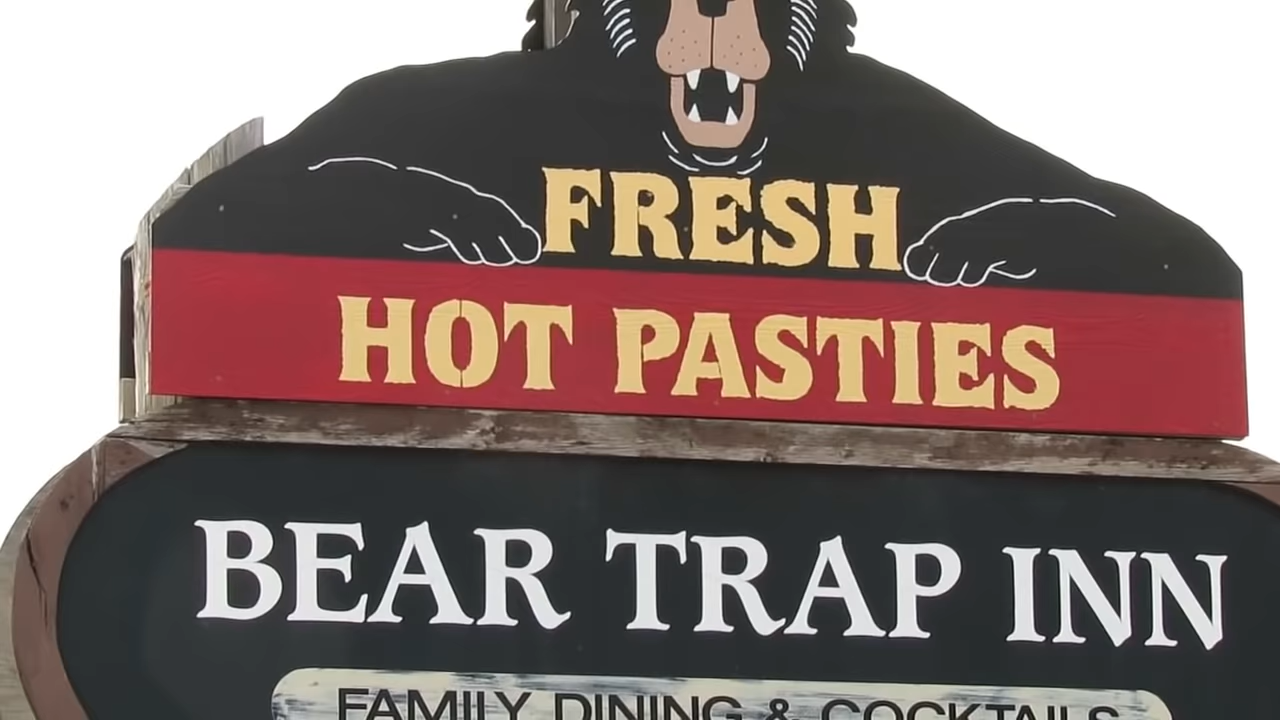 FRESH
HOT PASTIES
BEAR TRAP INN
FAMILY DINING & COCKTAILS